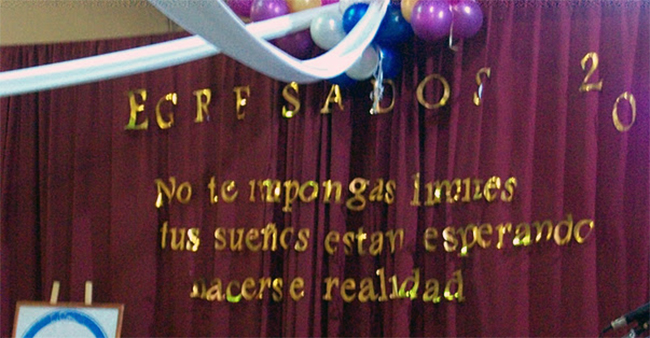 EGRESADOS 20
No te impongas limites
tus sueños estan esperando
hacerse realidad